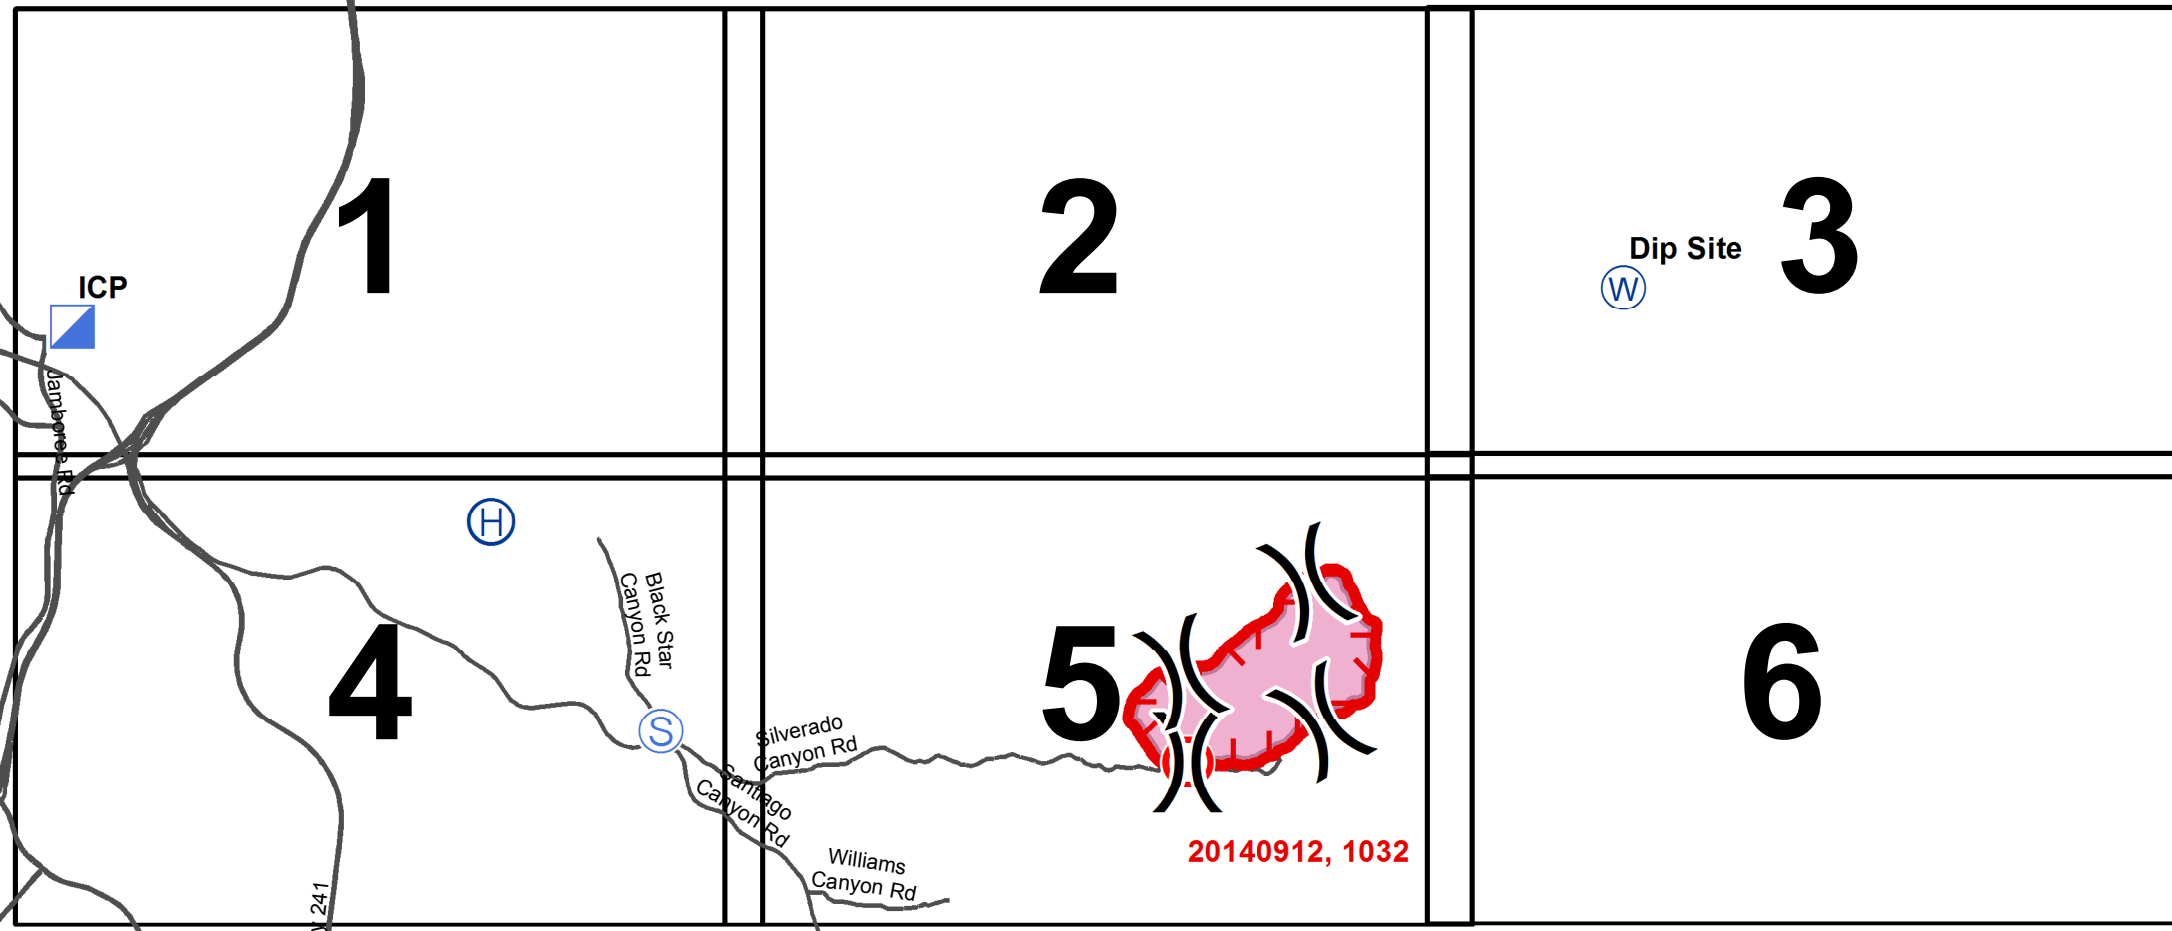 1
2
3
Dip Site
W
ICP
Jamboree Rd
H
Black Star
Canyon Rd
4
5
6
S
Silverado
Canyon Rd
Santiago
Canyon Rd
20140912, 1032
Williams
Canyon Rd
241